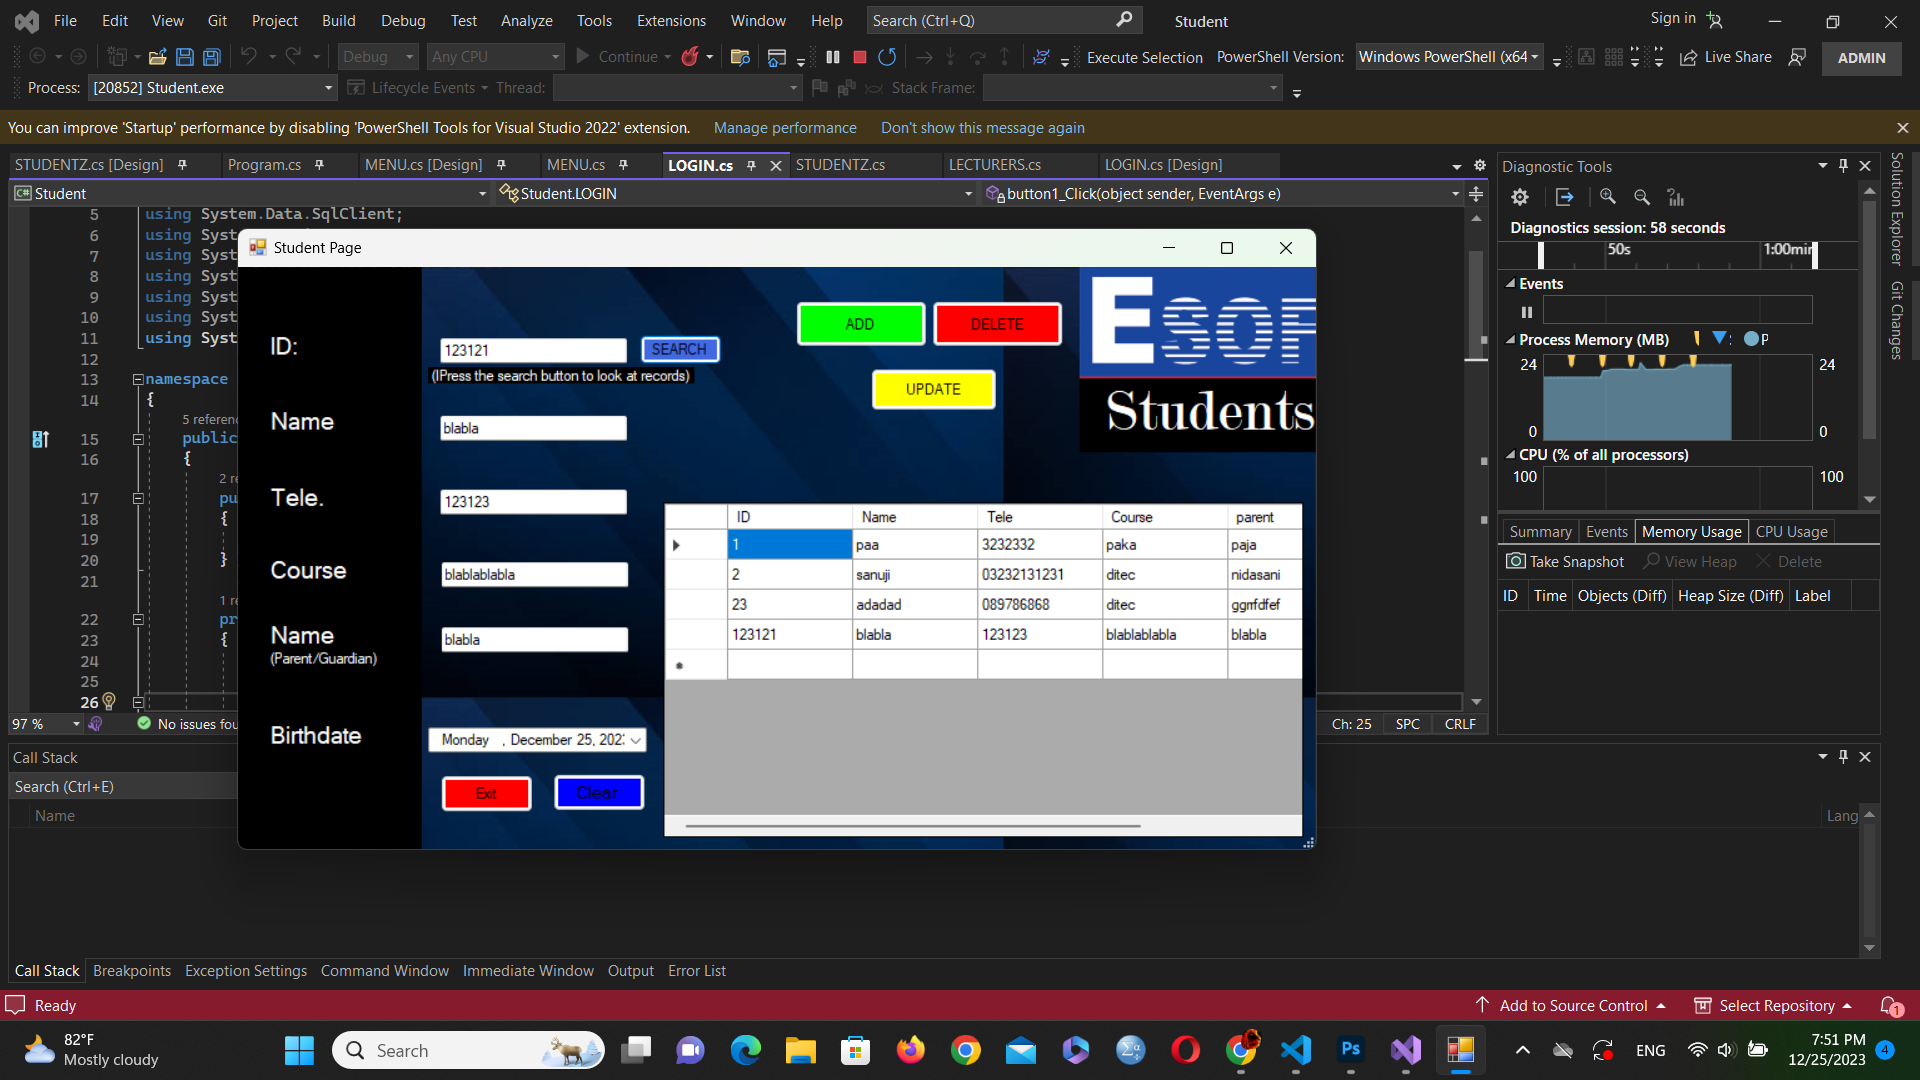 File Edit View Git Project Build Debug Test Analyze Tools Extensions Window Help Search (Ctrl+Q) Student Sign in
Debug Any CPU Continue Execute Selection PowerShell Version: Windows PowerShell (x64 Live Share ADMIN
Process: [20852] Student.exe Lifecycle Events Thread: Stack Frame:
You can improve 'Startup' performance by disabling 'PowerShell Tools for Visual Studio 2022' extension. Manage performance Don't show this message again
STUDENTZ.cs [Design] Program.cs MENU.cs [Design] MENU.cs LOGIN.cs STUDENTZ.cs LECTURERS.cs LOGIN.cs [Design]
Student Student.LOGIN button1_Click(object sender, EventArgs e)
5 using System.Data.SqlClient;
6 using Syst
7 using Syst
8 using Syst
9 using Syst
10 using Syst
11 using Syst
12
13 namespace
14 {
5 referenc
15 public
16 {
2 re
17 pu
18 {
19
20 }
21
1 re
22 pr
23 {
24
25
26
97 % No issues fou
Ch: 25 SPC CRLF
Student Page
ID: 123121 SEARCH
(lPress the search button to look at records)
Name blabla
Tele. 123123
Course blablablabla
Name blabla
(Parent/Guardian)
Birthdate Monday , December 25, 202
Exit Clear
ADD DELETE
UPDATE
ESOF
Students
ID Name Tele Course parent
1 paa 3232332 paka paja
2 sanuji 03232131231 ditec nidasani
23 adadad 089786868 ditec ggrrfdfef
123121 blabla 123123 blablablabla blabla
Diagnostic Tools
Diagnostics session: 58 seconds
50s 1:00min
Events
Process Memory (MB) P
24 24
0 0
CPU (% of all processors)
100 100
Summary Events Memory Usage CPU Usage
Take Snapshot View Heap Delete
ID Time Objects (Diff) Heap Size (Diff) Label
Solution Explorer
Git Changes
Call Stack
Search (Ctrl+E)
Name Lang
Call Stack Breakpoints Exception Settings Command Window Immediate Window Output Error List
Ready Add to Source Control Select Repository 1
82°F
Mostly cloudy
Search
Ps
ENG
7:51 PM
12/25/2023
4